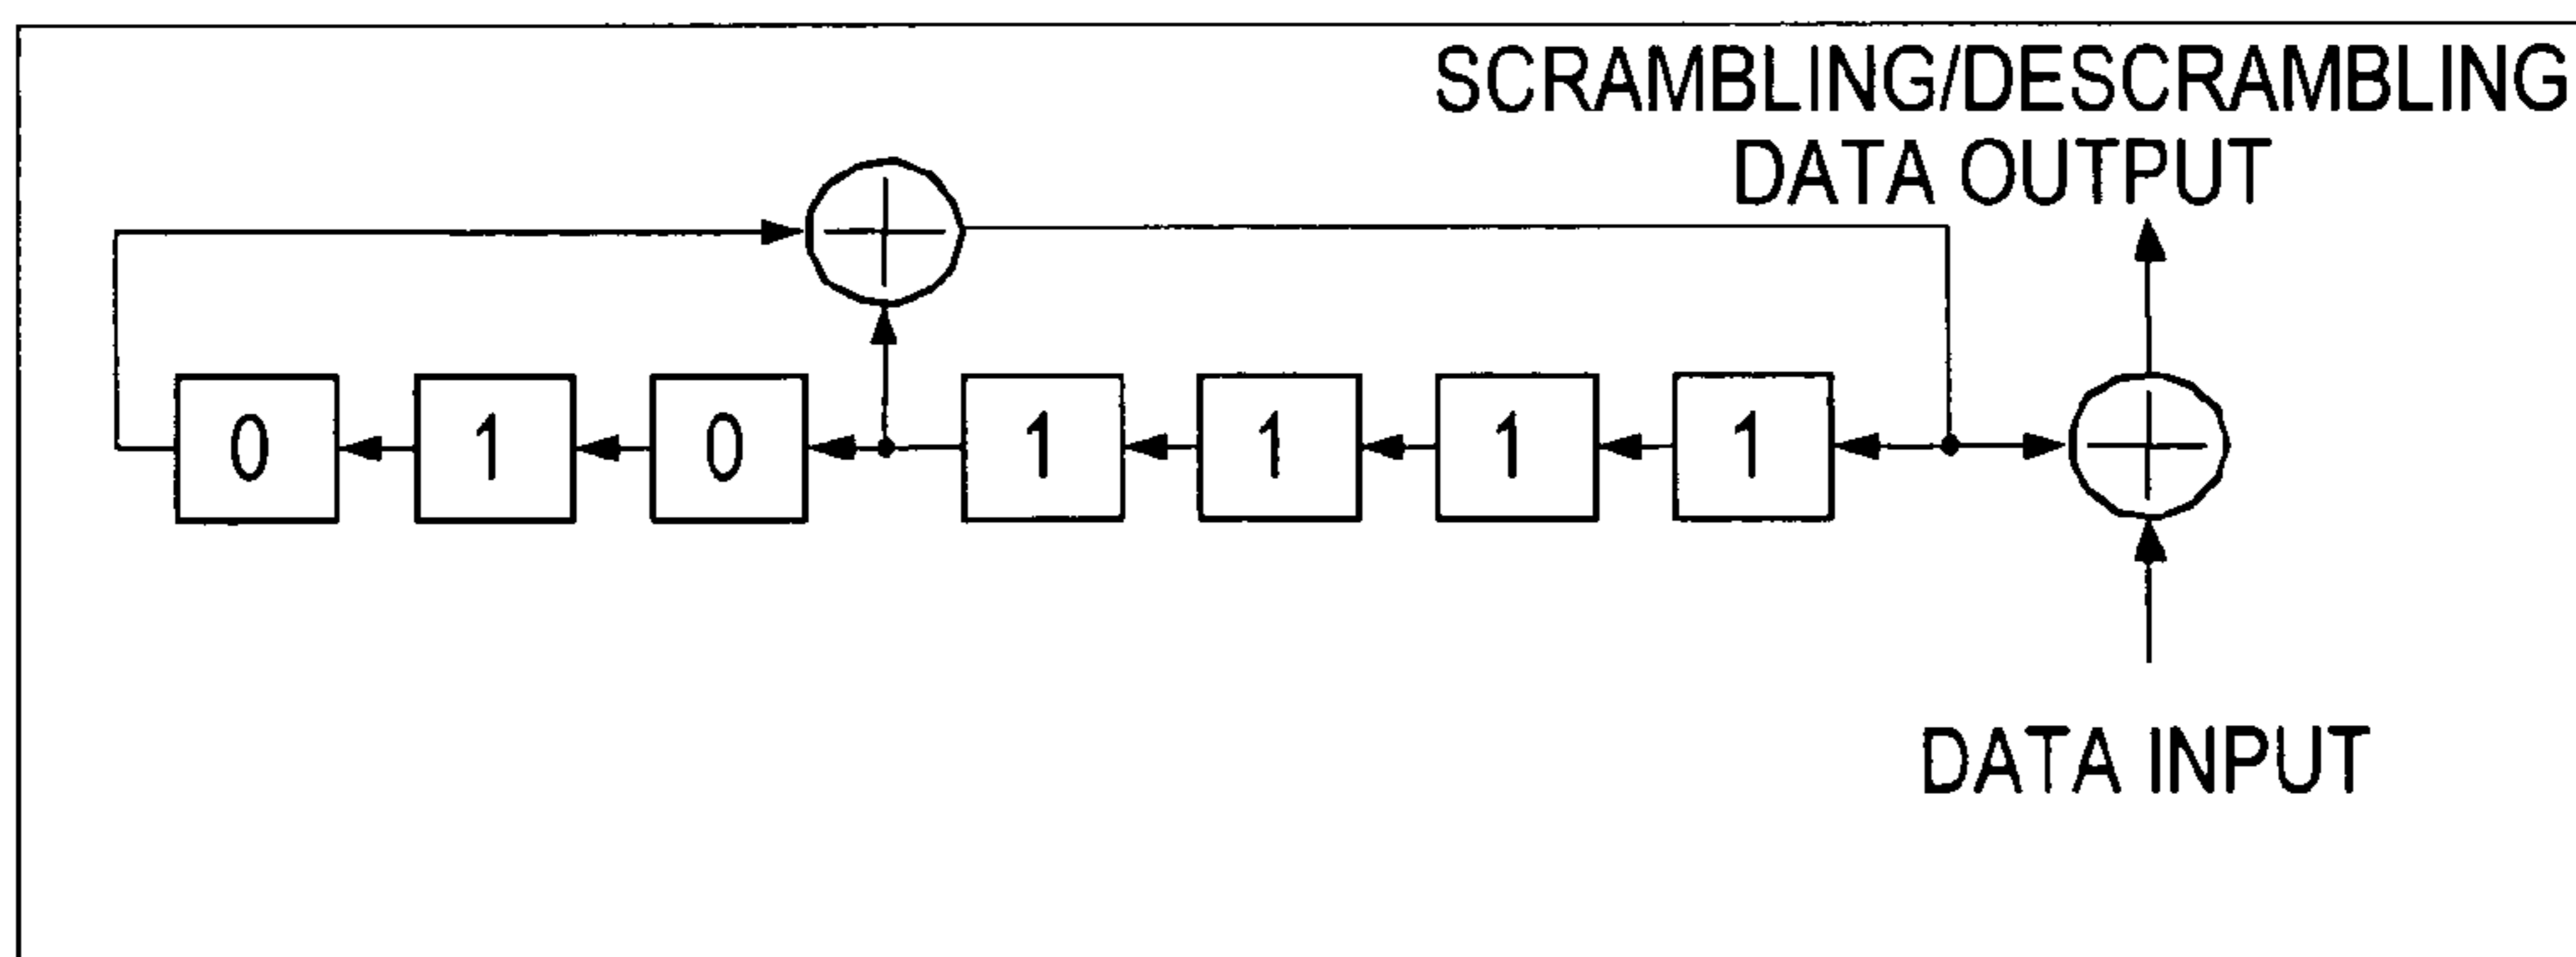 SCRAMBLING/DESCRAMBLING
DATA OUTPUT
0 1 0 1 1 1 1
DATA INPUT